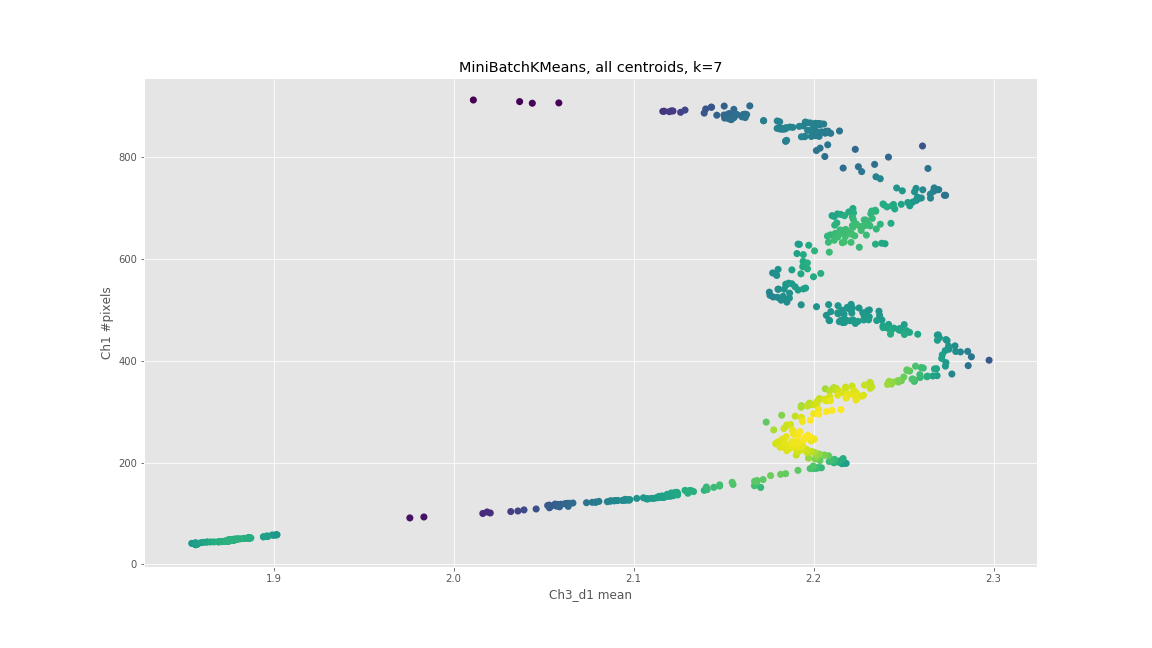 MiniBatchKMeans, all centroids, k=7
Ch1 #pixels
800
600
400
200
0
1.9 2.0 2.1 2.2 2.3
Ch3_d1 mean